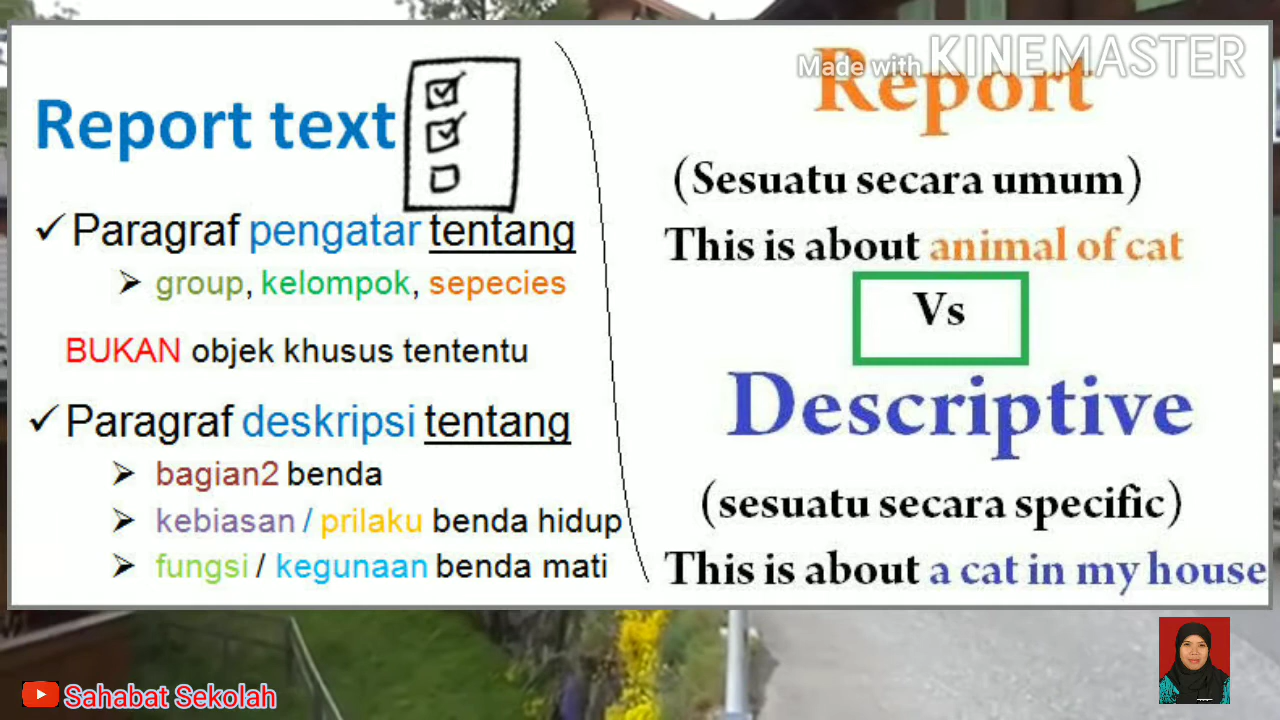 Report text
✓ Paragraf pengatar tentang
➢ group, kelompok, sepecies
BUKAN objek khusus tententu
✓ Paragraf deskripsi tentang
➢ bagian2 benda
➢ kebiasan / prilaku benda hidup
➢ fungsi / kegunaan benda mati
Made with KINEMASTER
Report
(Sesuatu secara umum)
This is about animal of cat
Vs
Descriptive
(sesuatu secara specific)
This is about a cat in my house
Sahabat Sekolah